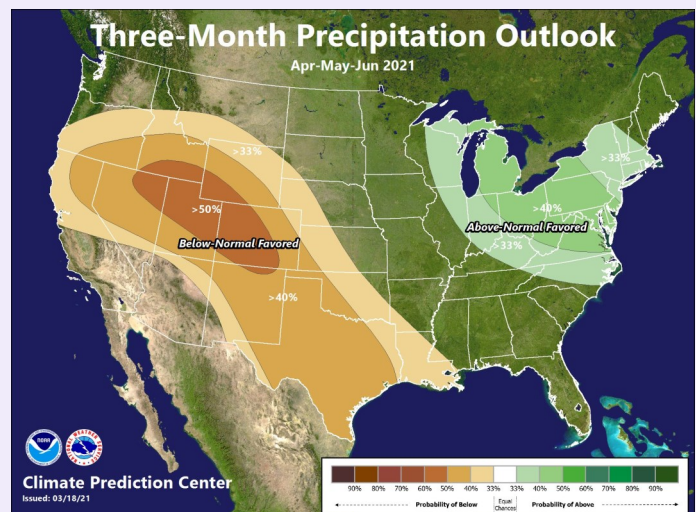 Three-Month Precipitation Outlook
Apr-May-Jun 2021
>33%
>33%
>50%
>40%
Below-Normal Favored
Above-Normal Favored
>33%
>40%
NOAA
Climate Prediction Center
Issued: 03/18/21
90% 80% 70% 60% 50% 40% 33% 33% 40% 50% 60% 70% 80% 90%
Probability of Below
Equal
Chances
Probability of Above